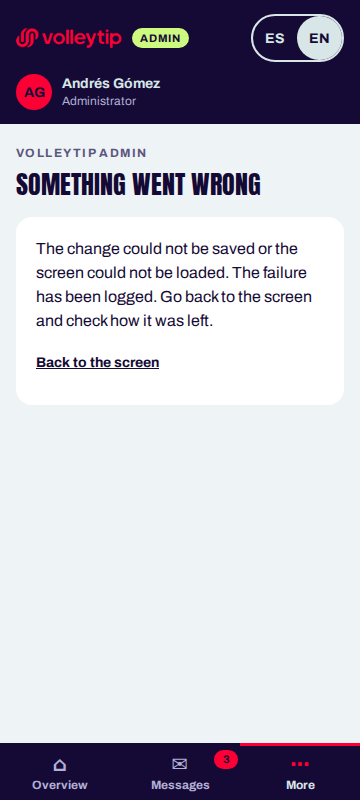 volleytip ADMIN ES EN
AG Andrés Gómez
Administrator
VOLLEYTIP ADMIN
SOMETHING WENT WRONG
The change could not be saved or the
screen could not be loaded. The failure
has been logged. Go back to the screen
and check how it was left.
Back to the screen
3
Overview Messages More